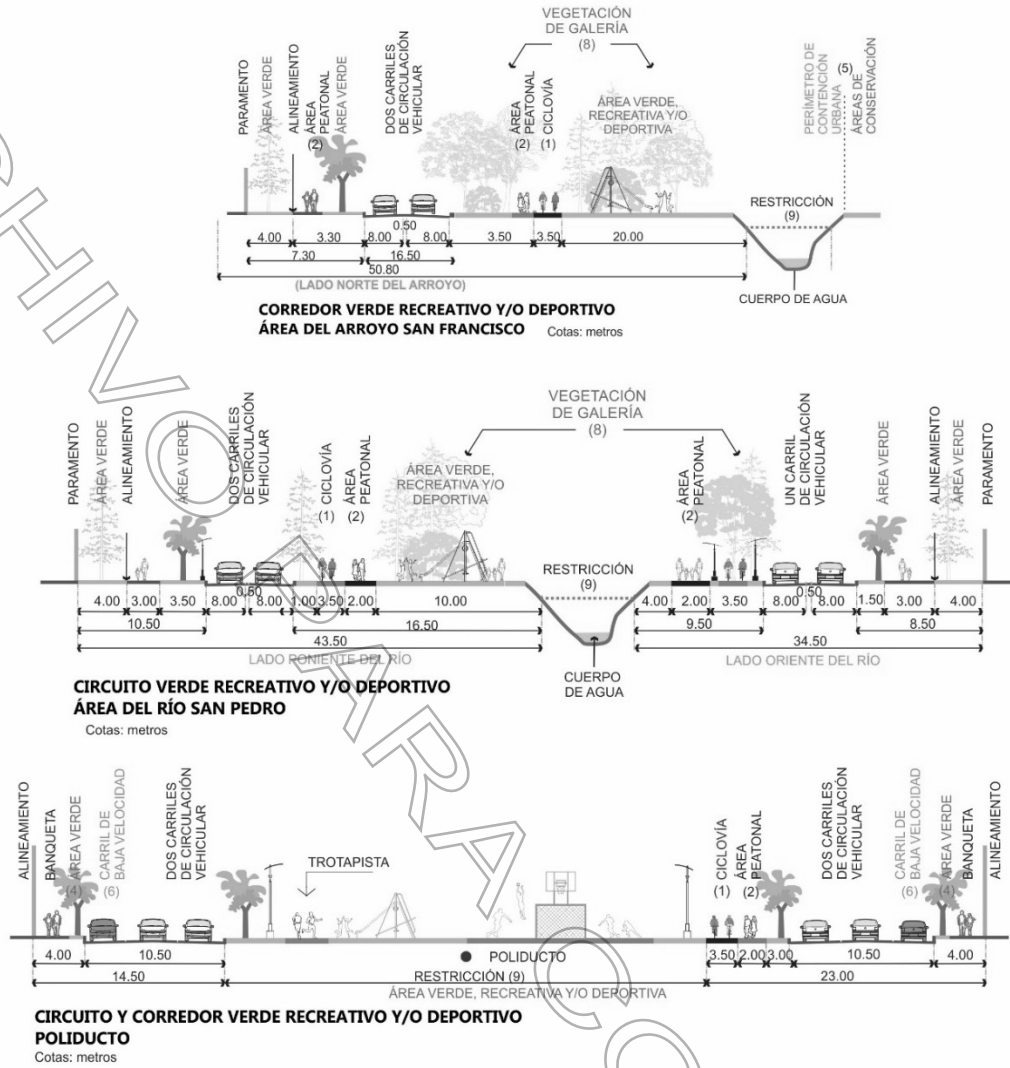 VEGETACIÓN
DE GALERÍA
(8)
PARAMENTO
ÁREA VERDE
ALINEAMIENTO
ÁREA
PEATONAL
(2)
ÁREA VERDE
DOS CARRILES
DE CIRCULACIÓN
VEHICULAR
ÁREA
PEATONAL
(2)
CICLOVÍA
(1)
ÁREA VERDE,
RECREATIVA Y/O
DEPORTIVA
PERÍMETRO DE
CONTENCIÓN
URBANA
(5)
ÁREAS DE
CONSERVACIÓN
RESTRICCIÓN
(9)
0.50
4.00 3.30 8.00 8.00 3.50 3.50 20.00
7.30 16.50
50.80
(LADO NORTE DEL ARROYO)
CUERPO DE AGUA
CORREDOR VERDE RECREATIVO Y/O DEPORTIVO
ÁREA DEL ARROYO SAN FRANCISCO Cotas: metros
VEGETACIÓN
DE GALERÍA
(8)
PARAMENTO
ÁREA VERDE
ALINEAMIENTO
ÁREA VERDE
DOS CARRILES
DE CIRCULACIÓN
VEHICULAR
CICLOVÍA
(1)
ÁREA
PEATONAL
(2)
ÁREA VERDE,
RECREATIVA Y/O
DEPORTIVA
RESTRICCIÓN
(9)
ÁREA
PEATONAL
(2)
UN CARRIL
DE CIRCULACIÓN
VEHICULAR
ÁREA VERDE
ALINEAMIENTO
ÁREA VERDE
PARAMENTO
0.50 0.50
4.00 3.00 3.50 8.00 8.00 1.00 3.50 2.00 10.00 4.00 2.00 3.50 8.00 8.00 1.50 3.00 4.00
10.50 16.50 9.50 8.50
43.50 34.50
LADO PONIENTE DEL RÍO LADO ORIENTE DEL RÍO
CUERPO
DE AGUA
CIRCUITO VERDE RECREATIVO Y/O DEPORTIVO
ÁREA DEL RÍO SAN PEDRO
Cotas: metros
ALINEAMIENTO
BANQUETA
ÁREA VERDE
(4)
CARRIL DE
BAJA VELOCIDAD
(6)
DOS CARRILES
DE CIRCULACIÓN
VEHICULAR
TROTAPISTA
CICLOVÍA
(1)
ÁREA
PEATONAL
(2)
DOS CARRILES
DE CIRCULACIÓN
VEHICULAR
CARRIL DE
BAJA VELOCIDAD
(6)
ÁREA VERDE
(4)
BANQUETA
ALINEAMIENTO
4.00 10.50 POLIDUCTO 3.50 2.00 3.00 10.50 4.00
14.50 RESTRICCIÓN (9) 23.00
ÁREA VERDE, RECREATIVA Y/O DEPORTIVA
CIRCUITO Y CORREDOR VERDE RECREATIVO Y/O DEPORTIVO
POLIDUCTO
Cotas: metros